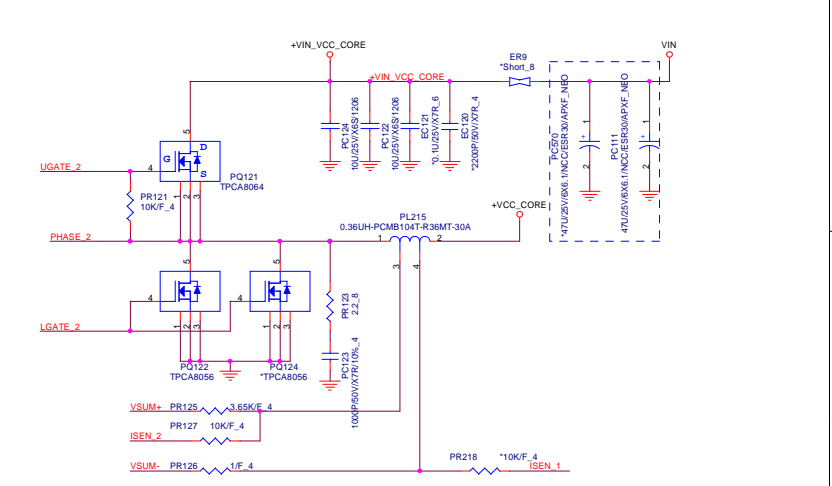 +VIN_VCC_CORE
VIN
ER9
*Short_8
+VIN_VCC_CORE
PC124
10U/25V/X6S/1206
PC122
10U/25V/X6S/1206
EC121
*0.1U/25V/X7R_6
EC120
*2200P/50V/X7R_4
PC570
*47U/25V/6X6.1/NCC/ESR30/APXF_NEO
1
+
2
PC111
47U/25V/6X6.1/NCC/ESR30/APXF_NEO
1
+
2
5
D
G
S
UGATE_2
4
PQ121
TPCA8064
1
2
3
PR121
10K/F_4
+VCC_CORE
PL215
0.36UH-PCMB104T-R36MT-30A
PHASE_2
1
2
3
4
5
5
4
4
LGATE_2
1
2
3
1
2
3
PR123
2.2_8
PC123
1000P/50V/X7R/10%_4
PQ122
TPCA8056
PQ124
*TPCA8056
VSUM+ PR125 3.65K/F_4
PR127 10K/F_4
ISEN_2
VSUM- PR126 1/F_4
PR218 *10K/F_4
ISEN_1